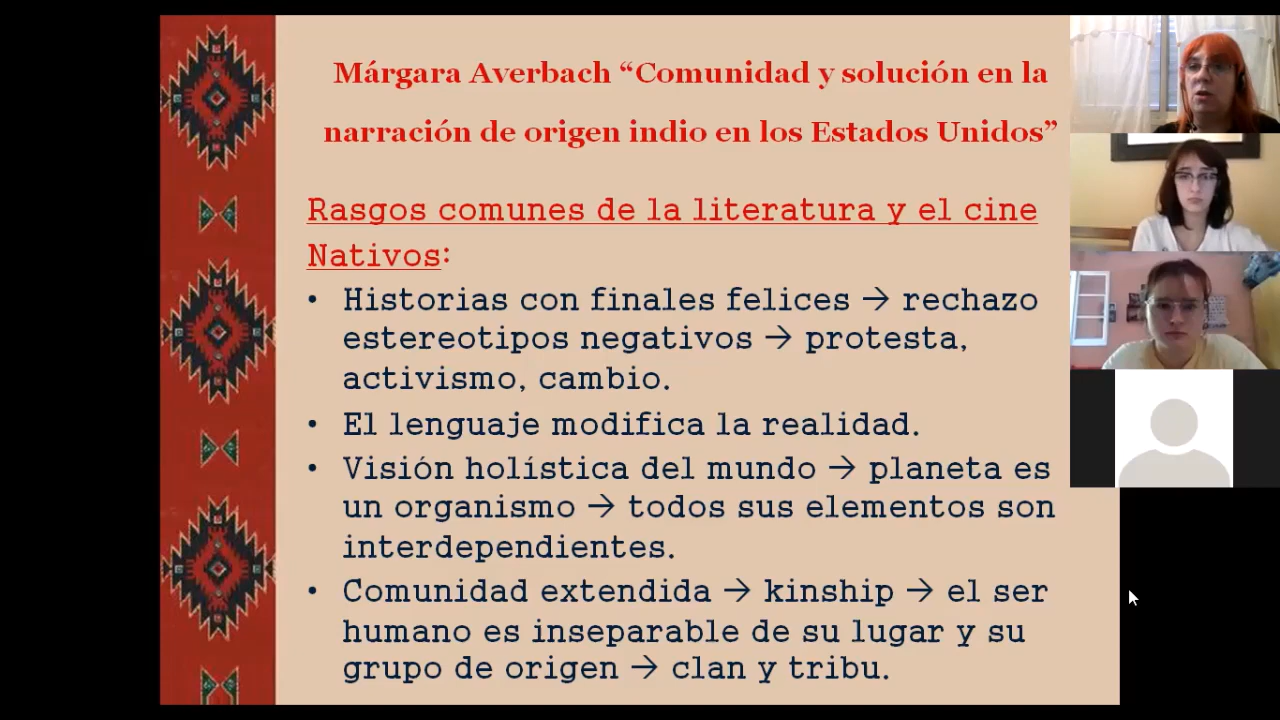 Márgara Averbach “Comunidad y solución en la
narración de origen indio en los Estados Unidos”
Rasgos comunes de la literatura y el cine
Nativos:
• Historias con finales felices → rechazo
estereotipos negativos → protesta,
activismo, cambio.
• El lenguaje modifica la realidad.
• Visión holística del mundo → planeta es
un organismo → todos sus elementos son
interdependientes.
• Comunidad extendida → kinship → el ser
humano es inseparable de su lugar y su
grupo de origen → clan y tribu.